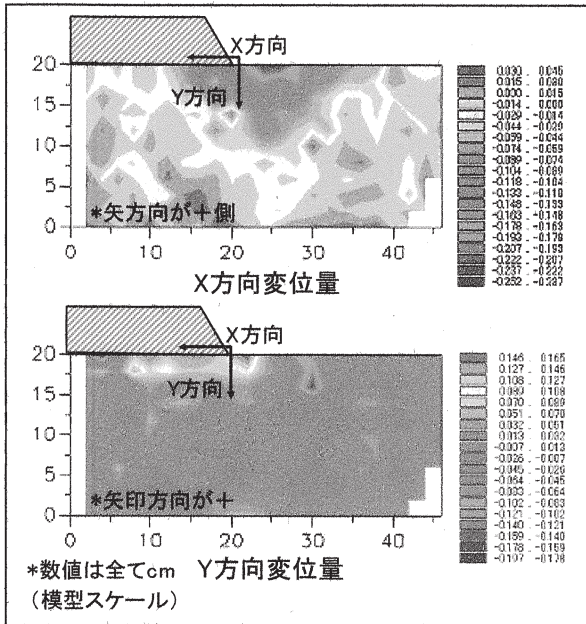 X方向
Y方向
20
15
10
5
0
*矢方向が+側
0 10 20 30 40
X方向変位量
0.030 - 0.045
0.015 - 0.030
0.000 - 0.015
-0.014 - 0.000
-0.029 - -0.014
-0.044 - -0.029
-0.059 - -0.044
-0.074 - -0.059
-0.089 - -0.074
-0.104 - -0.089
-0.118 - -0.104
-0.133 - -0.118
-0.148 - -0.133
-0.163 - -0.148
-0.178 - -0.163
-0.193 - -0.178
-0.207 - -0.193
-0.222 - -0.207
-0.237 - -0.222
-0.252 - -0.237
X方向
Y方向
20
15
10
5
0
*矢印方向が+
0 10 20 30 40
0.146 - 0.165
0.127 - 0.146
0.108 - 0.127
0.089 - 0.108
0.070 - 0.089
0.051 - 0.070
0.032 - 0.051
0.013 - 0.032
-0.007 - 0.013
-0.026 - -0.007
-0.045 - -0.026
-0.064 - -0.045
-0.083 - -0.064
-0.102 - -0.083
-0.121 - -0.102
-0.140 - -0.121
-0.159 - -0.140
-0.178 - -0.159
-0.197 - -0.178
*数値は全てcm Y方向変位量
(模型スケール)